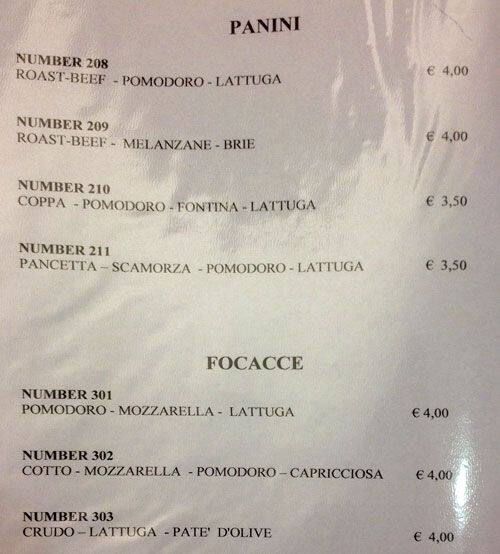 PANINI
NUMBER 208
ROAST-BEEF - POMODORO - LATTUGA € 4,00
NUMBER 209
ROAST-BEEF - MELANZANE - BRIE € 4,00
NUMBER 210
COPPA - POMODORO - FONTINA - LATTUGA € 3,50
NUMBER 211
PANCETTA – SCAMORZA - POMODORO - LATTUGA € 3,50
FOCACCE
NUMBER 301
POMODORO - MOZZARELLA - LATTUGA € 4,00
NUMBER 302
COTTO - MOZZARELLA - POMODORO – CAPRICCIOSA € 4,00
NUMBER 303
CRUDO – LATTUGA - PATE' D'OLIVE € 4,00